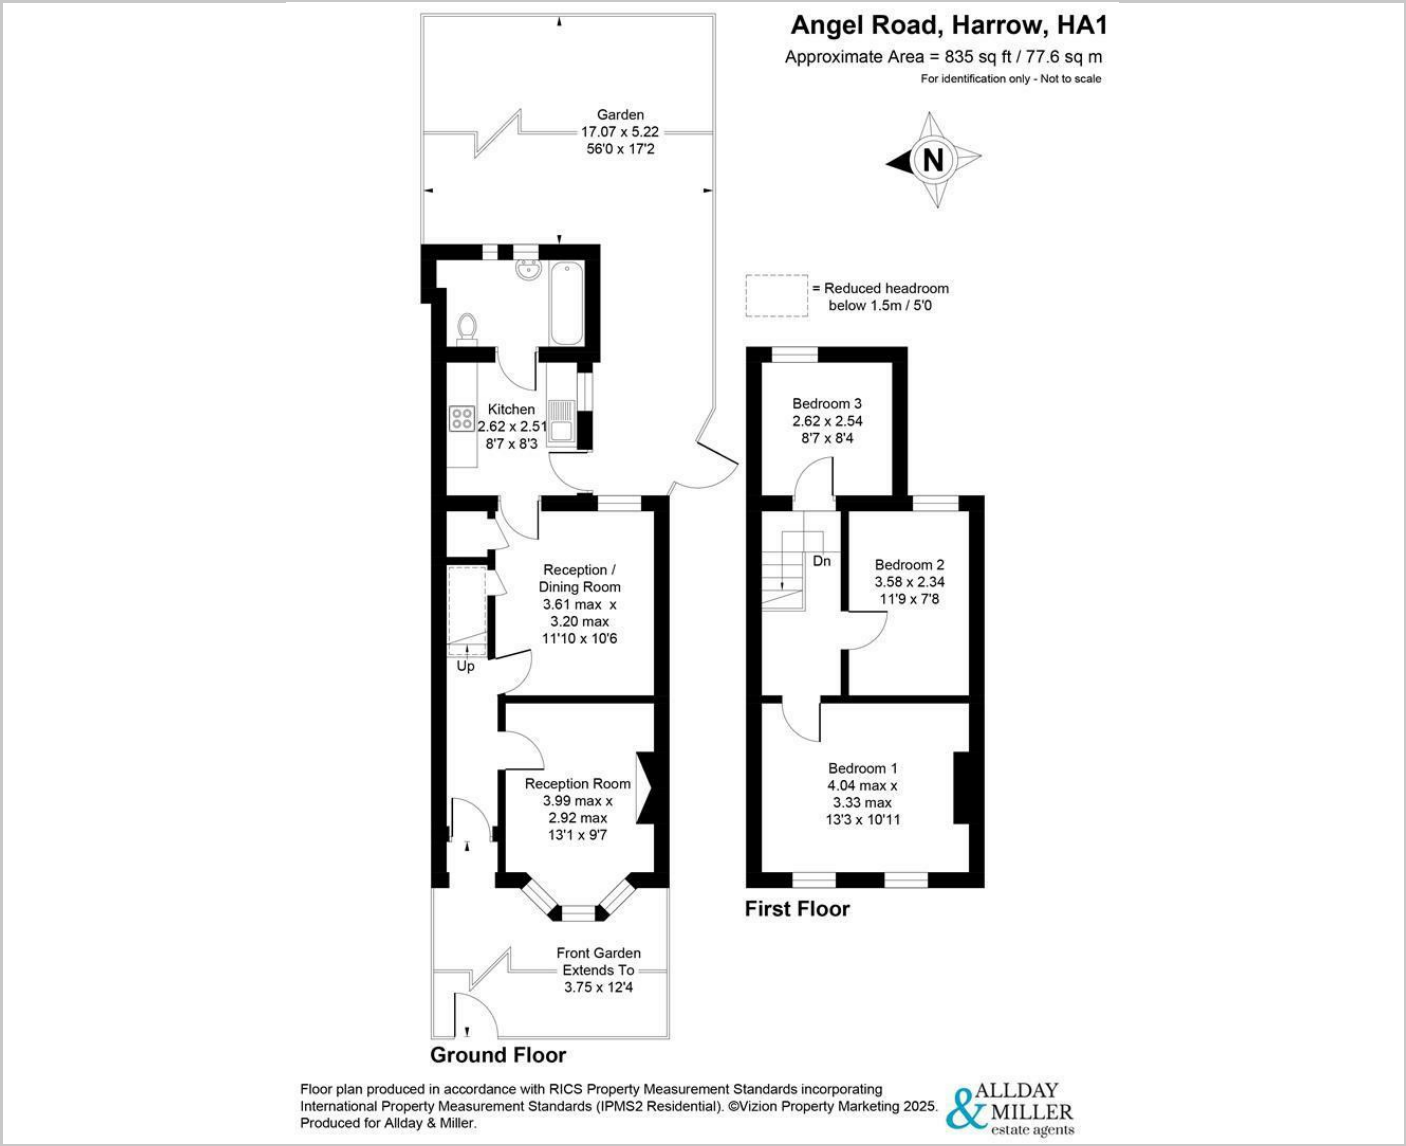 Angel Road, Harrow, HA1
Approximate Area = 835 sq ft / 77.6 sq m
For identification only - Not to scale
N
= Reduced headroom
below 1.5m / 5'0
Garden
17.07 x 5.22
56'0 x 17'2
Kitchen
2.62 x 2.51
8'7 x 8'3
Reception /
Dining Room
3.61 max x
3.20 max
11'10 x 10'6
Up
Reception Room
3.99 max x
2.92 max
13'1 x 9'7
Front Garden
Extends To
3.75 x 12'4
Ground Floor
Bedroom 3
2.62 x 2.54
8'7 x 8'4
Dn
Bedroom 2
3.58 x 2.34
11'9 x 7'8
Bedroom 1
4.04 max x
3.33 max
13'3 x 10'11
First Floor
Floor plan produced in accordance with RICS Property Measurement Standards incorporating
International Property Measurement Standards (IPMS2 Residential). ©Vizion Property Marketing 2025.
Produced for Allday & Miller.
ALLDAY
& MILLER
estate agents